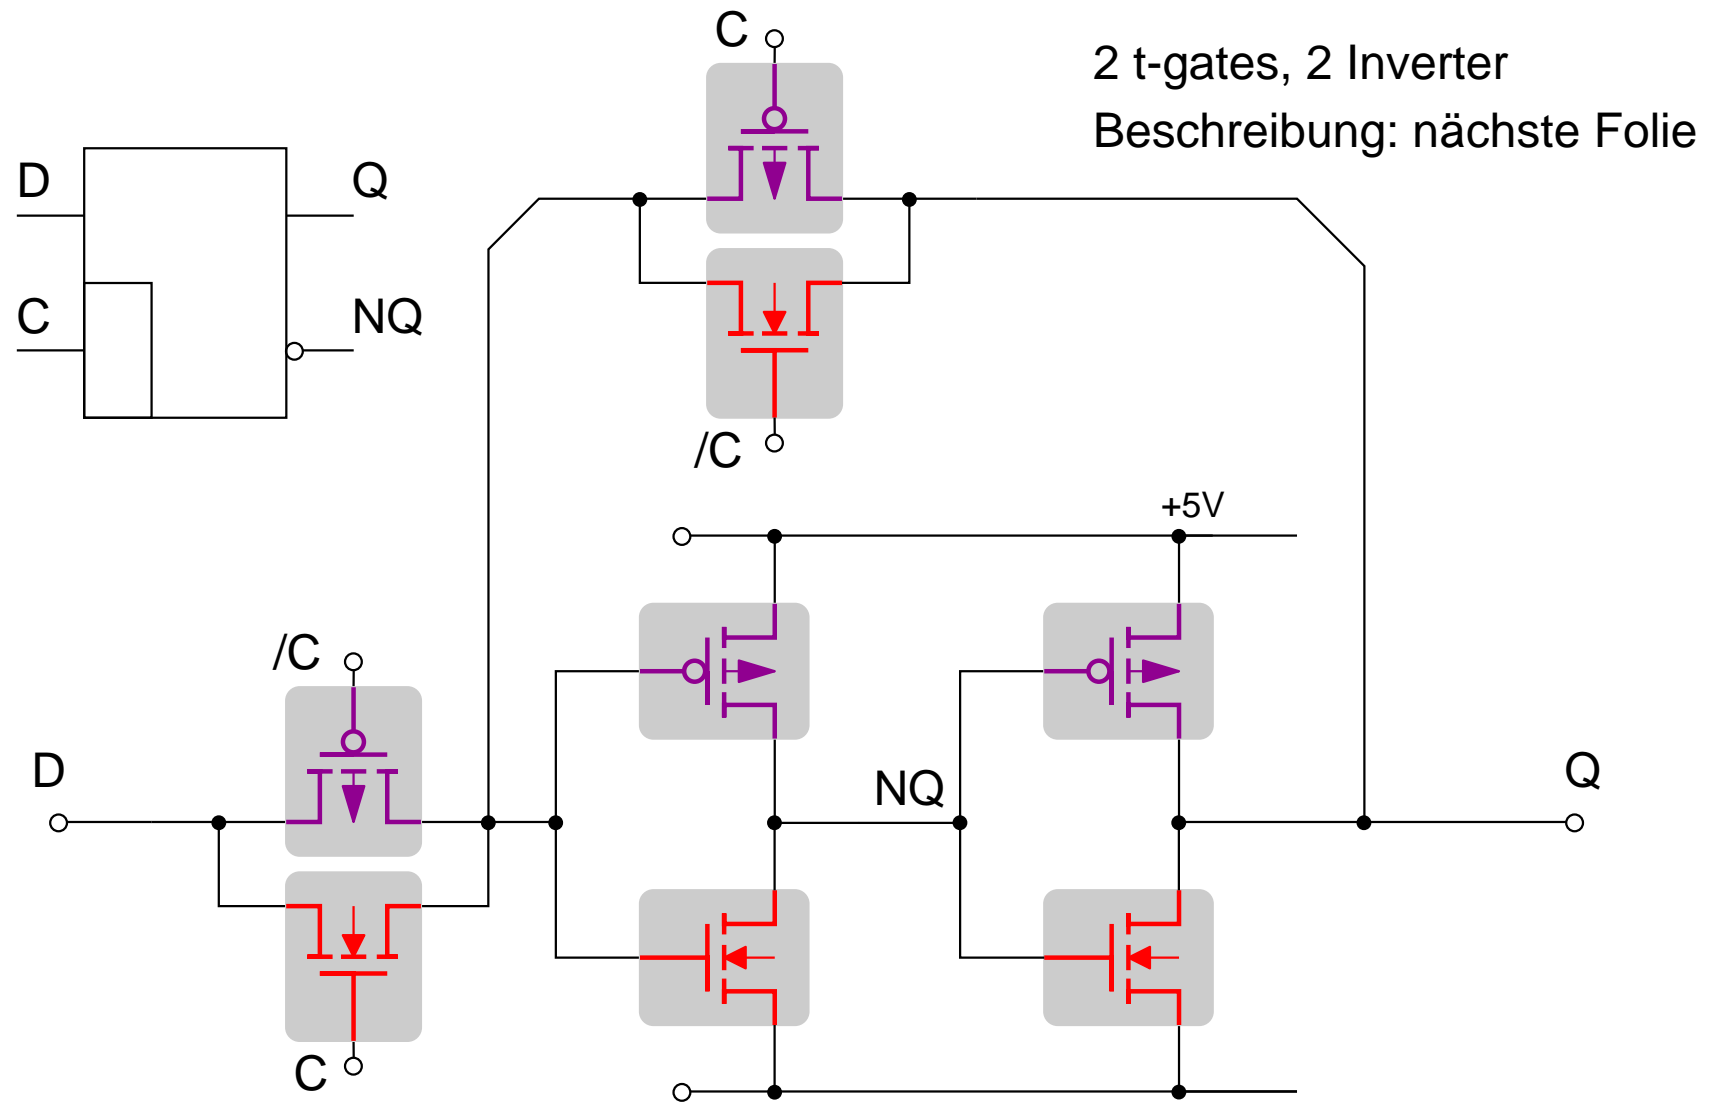 C
2 t-gates, 2 Inverter
Beschreibung: nächste Folie
D
Q
C
NQ
/C
+5V
/C
D
NQ
Q
C